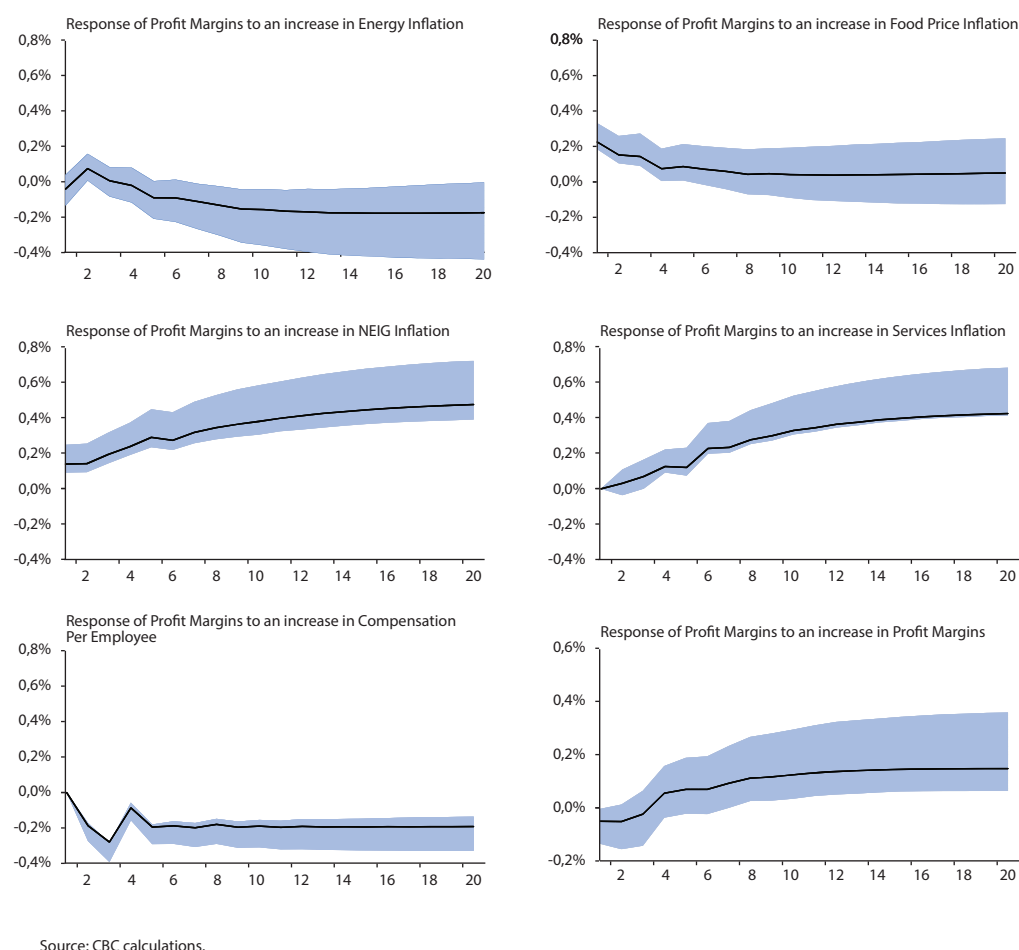 Response of Profit Margins to an increase in Energy Inflation
0,8%
0,6%
0,4%
0,2%
0,0%
-0,2%
-0,4%
2 4 6 8 10 12 14 16 18 20
Response of Profit Margins to an increase in Food Price Inflation
0,8%
0,6%
0,4%
0,2%
0,0%
-0,2%
-0,4%
2 4 6 8 10 12 14 16 18 20
Response of Profit Margins to an increase in NEIG Inflation
0,8%
0,6%
0,4%
0,2%
0,0%
-0,2%
-0,4%
2 4 6 8 10 12 14 16 18 20
Response of Profit Margins to an increase in Services Inflation
0,8%
0,6%
0,4%
0,2%
0,0%
-0,2%
-0,4%
2 4 6 8 10 12 14 16 18 20
Response of Profit Margins to an increase in Compensation
Per Employee
0,8%
0,6%
0,4%
0,2%
0,0%
-0,2%
-0,4%
2 4 6 8 10 12 14 16 18 20
Response of Profit Margins to an increase in Profit Margins
0,6%
0,4%
0,2%
0,0%
-0,2%
2 4 6 8 10 12 14 16 18 20
Source: CBC calculations.